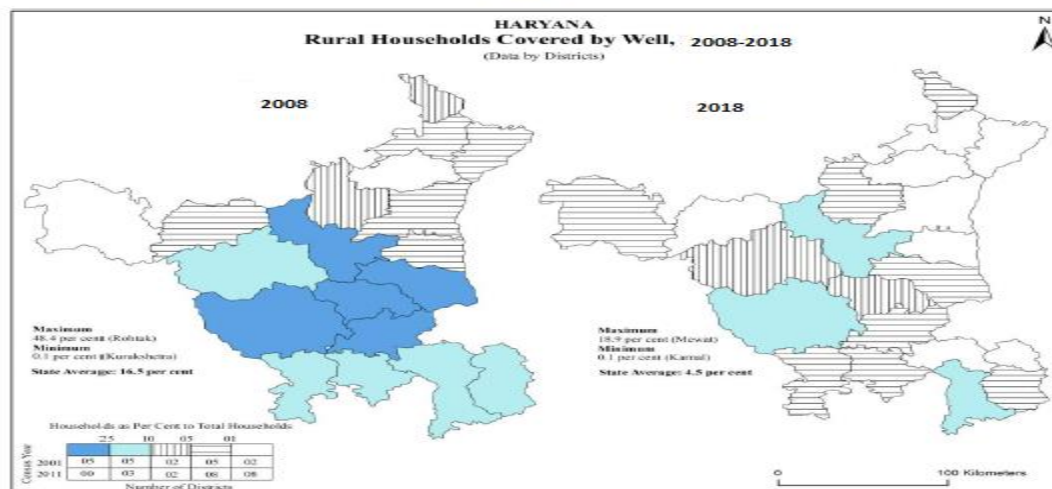 HARYANA
Rural Households Covered by Well, 2008-2018
(Data by Districts)
N
2008
2018
Maximum
48.4 per cent (Rohtak)
Minimum
0.1 per cent (Kurukshetra)
State Average: 16.5 per cent
Maximum
18.9 per cent (Mewat)
Minimum
0.1 per cent (Karnal)
State Average: 4.5 per cent
Households as Per Cent to Total Households
25 10 05 01
Census Year
2001 05 05 02 05 02
2011 00 03 02 08 08
Number of Districts
0 100 Kilometers